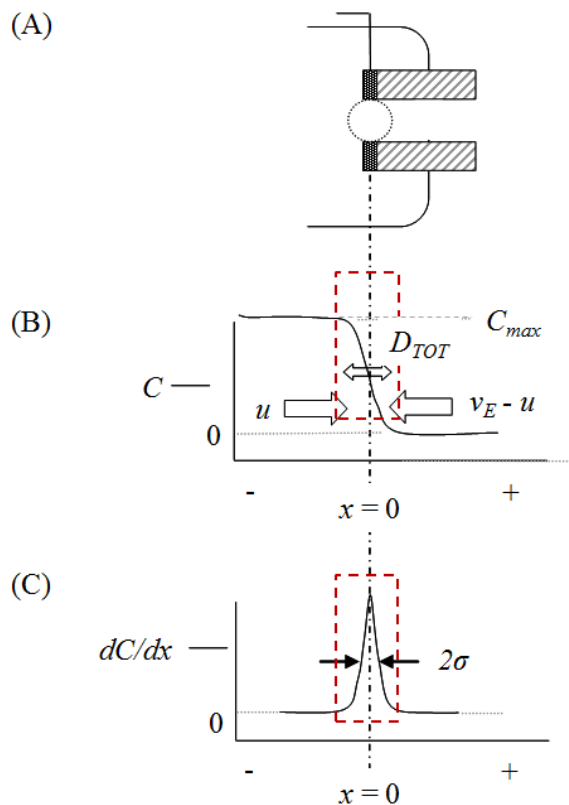 (A)
(B)
C_max
D_TOT
C
u
v_E - u
0
-
x = 0
+
(C)
dC/dx
2σ
0
-
x = 0
+